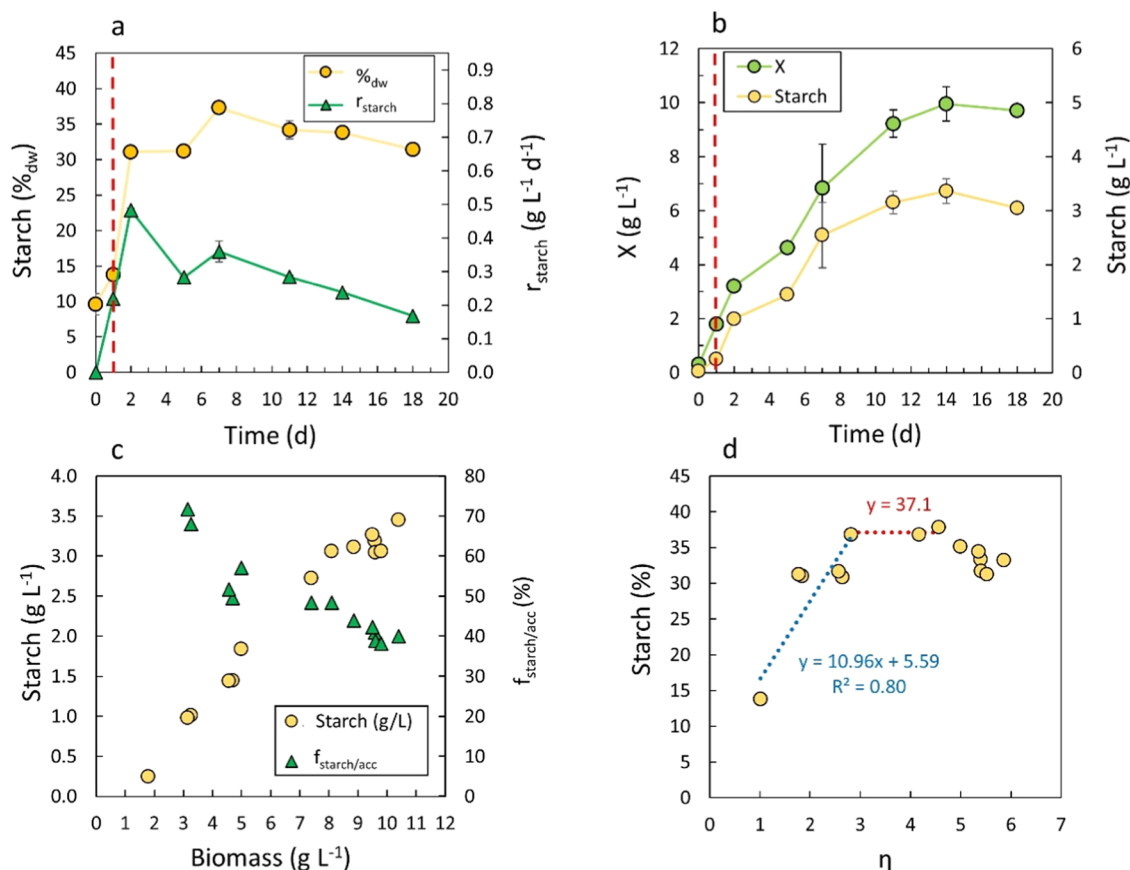 a
45
40
35
30
25
20
15
10
5
0
Starch (%dw)
%dw
rstarch
0.9
0.8
0.7
0.6
0.5
0.4
0.3
0.2
0.1
0.0
rstarch (g L-1 d-1)
0 2 4 6 8 10 12 14 16 18 20
Time (d)
b
12
10
8
6
4
2
0
X (g L-1)
X
Starch
6
5
4
3
2
1
0
Starch (g L-1)
0 2 4 6 8 10 12 14 16 18 20
Time (d)
c
4.0
3.5
3.0
2.5
2.0
1.5
1.0
0.5
0.0
Starch (g L-1)
Starch (g/L)
fstarch/acc
80
70
60
50
40
30
20
10
0
fstarch/acc (%)
0 1 2 3 4 5 6 7 8 9 10 11 12
Biomass (g L-1)
d
45
40
35
30
25
20
15
10
5
0
Starch (%)
y = 37.1
y = 10.96x + 5.59
R² = 0.80
0 1 2 3 4 5 6 7
η